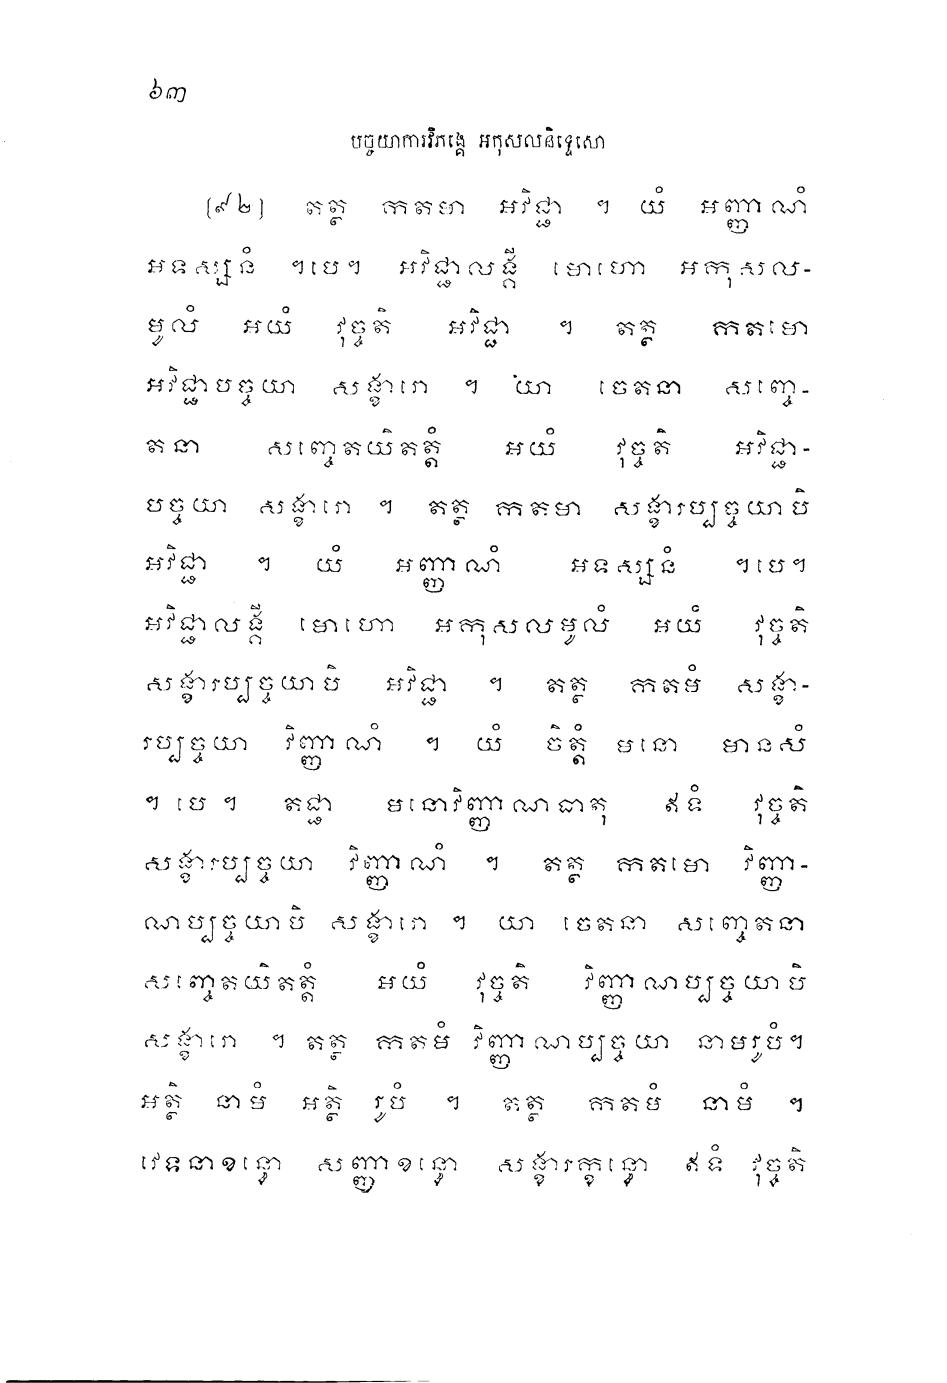 ៦៣
បច្ចយាការវិភង្គេ អកុសលនិទ្ទេសោ
[៩២] តត្ថ កតមា អវិជ្ជា ។ យំ អញ្ញាណំ
អទស្សនំ ។បេ។ អវិជ្ជាលង្គី មោហោ អកុសល-
មូលំ អយំ វុច្ចតិ អវិជ្ជា ។ តត្ថ កតមោ
អវិជ្ជាបច្ចយា សង្ខារោ ។ យា ចេតនា សញ្ចេ-
តនា សញ្ចេតយិតត្តំ អយំ វុច្ចតិ អវិជ្ជា-
បច្ចយា សង្ខារោ ។ តត្ថ កតមា សង្ខារប្បច្ចយាបិ
អវិជ្ជា ។ យំ អញ្ញាណំ អទស្សនំ ។បេ។
អវិជ្ជាលង្គី មោហោ អកុសលមូលំ អយំ វុច្ចតិ
សង្ខារប្បច្ចយាបិ អវិជ្ជា ។ តត្ថ កតមំ សង្ខា-
រប្បច្ចយា វិញ្ញាណំ ។ យំ ចិត្តំ មនោ មានសំ
។ បេ ។ តជ្ជា មនោវិញ្ញាណធាតុ ឥទំ វុច្ចតិ
សង្ខារប្បច្ចយា វិញ្ញាណំ ។ តត្ថ កតមោ វិញ្ញា-
ណប្បច្ចយាបិ សង្ខារោ ។ យា ចេតនា សញ្ចេតនា
សញ្ចេតយិតត្តំ អយំ វុច្ចតិ វិញ្ញាណប្បច្ចយាបិ
សង្ខារោ ។ តត្ថ កតមំ វិញ្ញាណប្បច្ចយា នាមរូបំ។
អត្ថិ នាមំ អត្ថិ រូបំ ។ តត្ថ កតមំ នាមំ ។
វេទនាខន្ធោ សញ្ញាខន្ធោ សង្ខារក្ខន្ធោ ឥទំ វុច្ចតិ